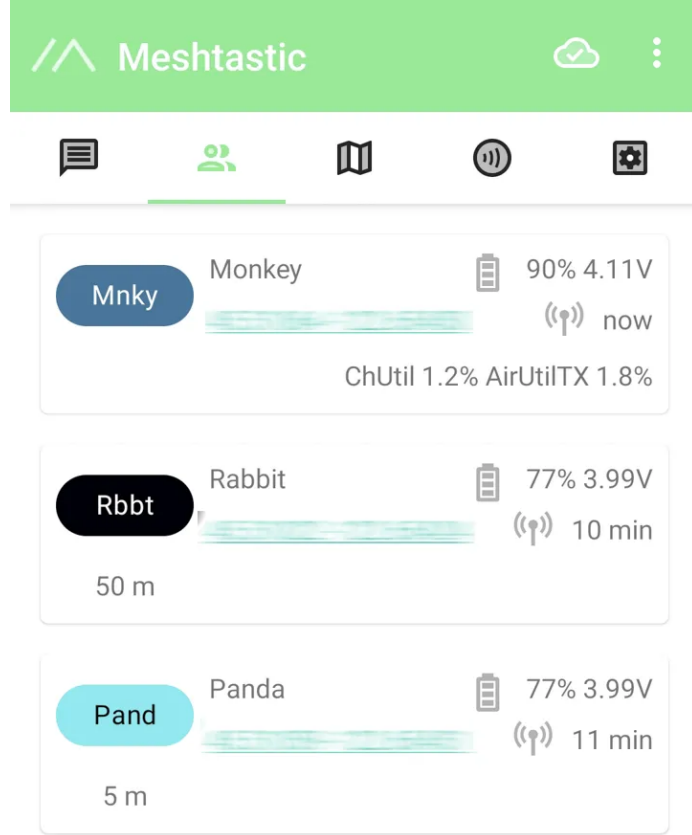 Meshtastic
Mnky
Monkey
90% 4.11V
now
ChUtil 1.2% AirUtilTX 1.8%
Rbbt
Rabbit
77% 3.99V
10 min
50 m
Pand
Panda
77% 3.99V
11 min
5 m